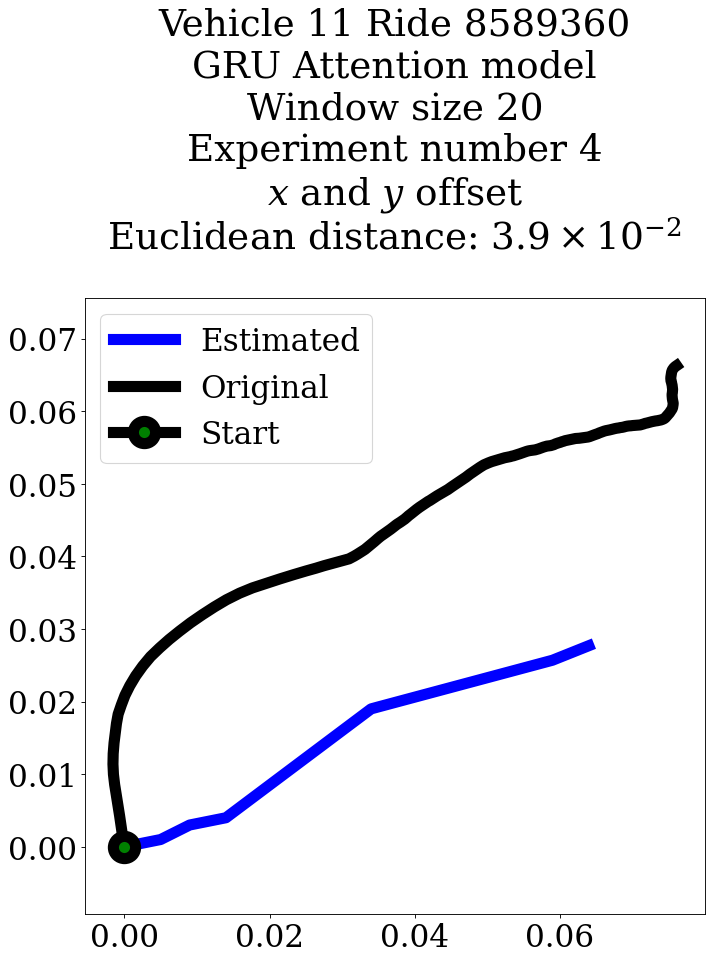 Vehicle 11 Ride 8589360
GRU Attention model
Window size 20
Experiment number 4
x and y offset
Euclidean distance: 3.9 × 10⁻²
Estimated
Original
Start
0.07
0.06
0.05
0.04
0.03
0.02
0.01
0.00
0.00 0.02 0.04 0.06